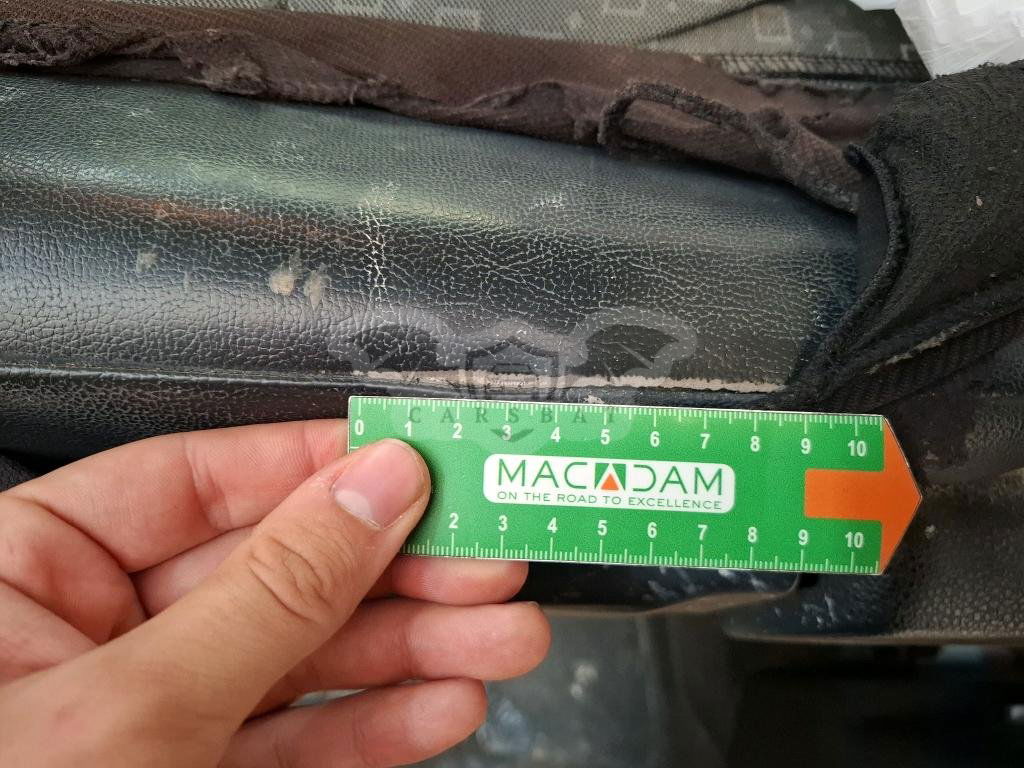 CARSBAT
0 1 2 3 4 5 6 7 8 9 10
MACADAM
ON THE ROAD TO EXCELLENCE
2 3 4 5 6 7 8 9 10